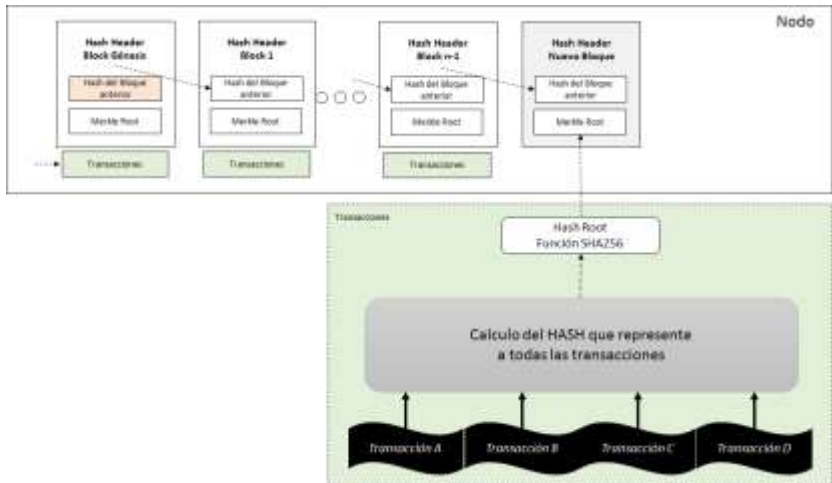 Nodo
Hash Header
Block Génesis
Hash del Bloque
anterior
Merkle Root
Transacciones
Hash Header
Block 1
Hash del Bloque
anterior
Merkle Root
Transacciones
Hash Header
Block n-1
Hash del Bloque
anterior
Merkle Root
Transacciones
Hash Header
Nuevo Bloque
Hash del Bloque
anterior
Merkle Root
Transacciones
Hash Root
Función SHA256
Calculo del HASH que represente
a todas las transacciones
Transacción A
Transacción B
Transacción C
Transacción D